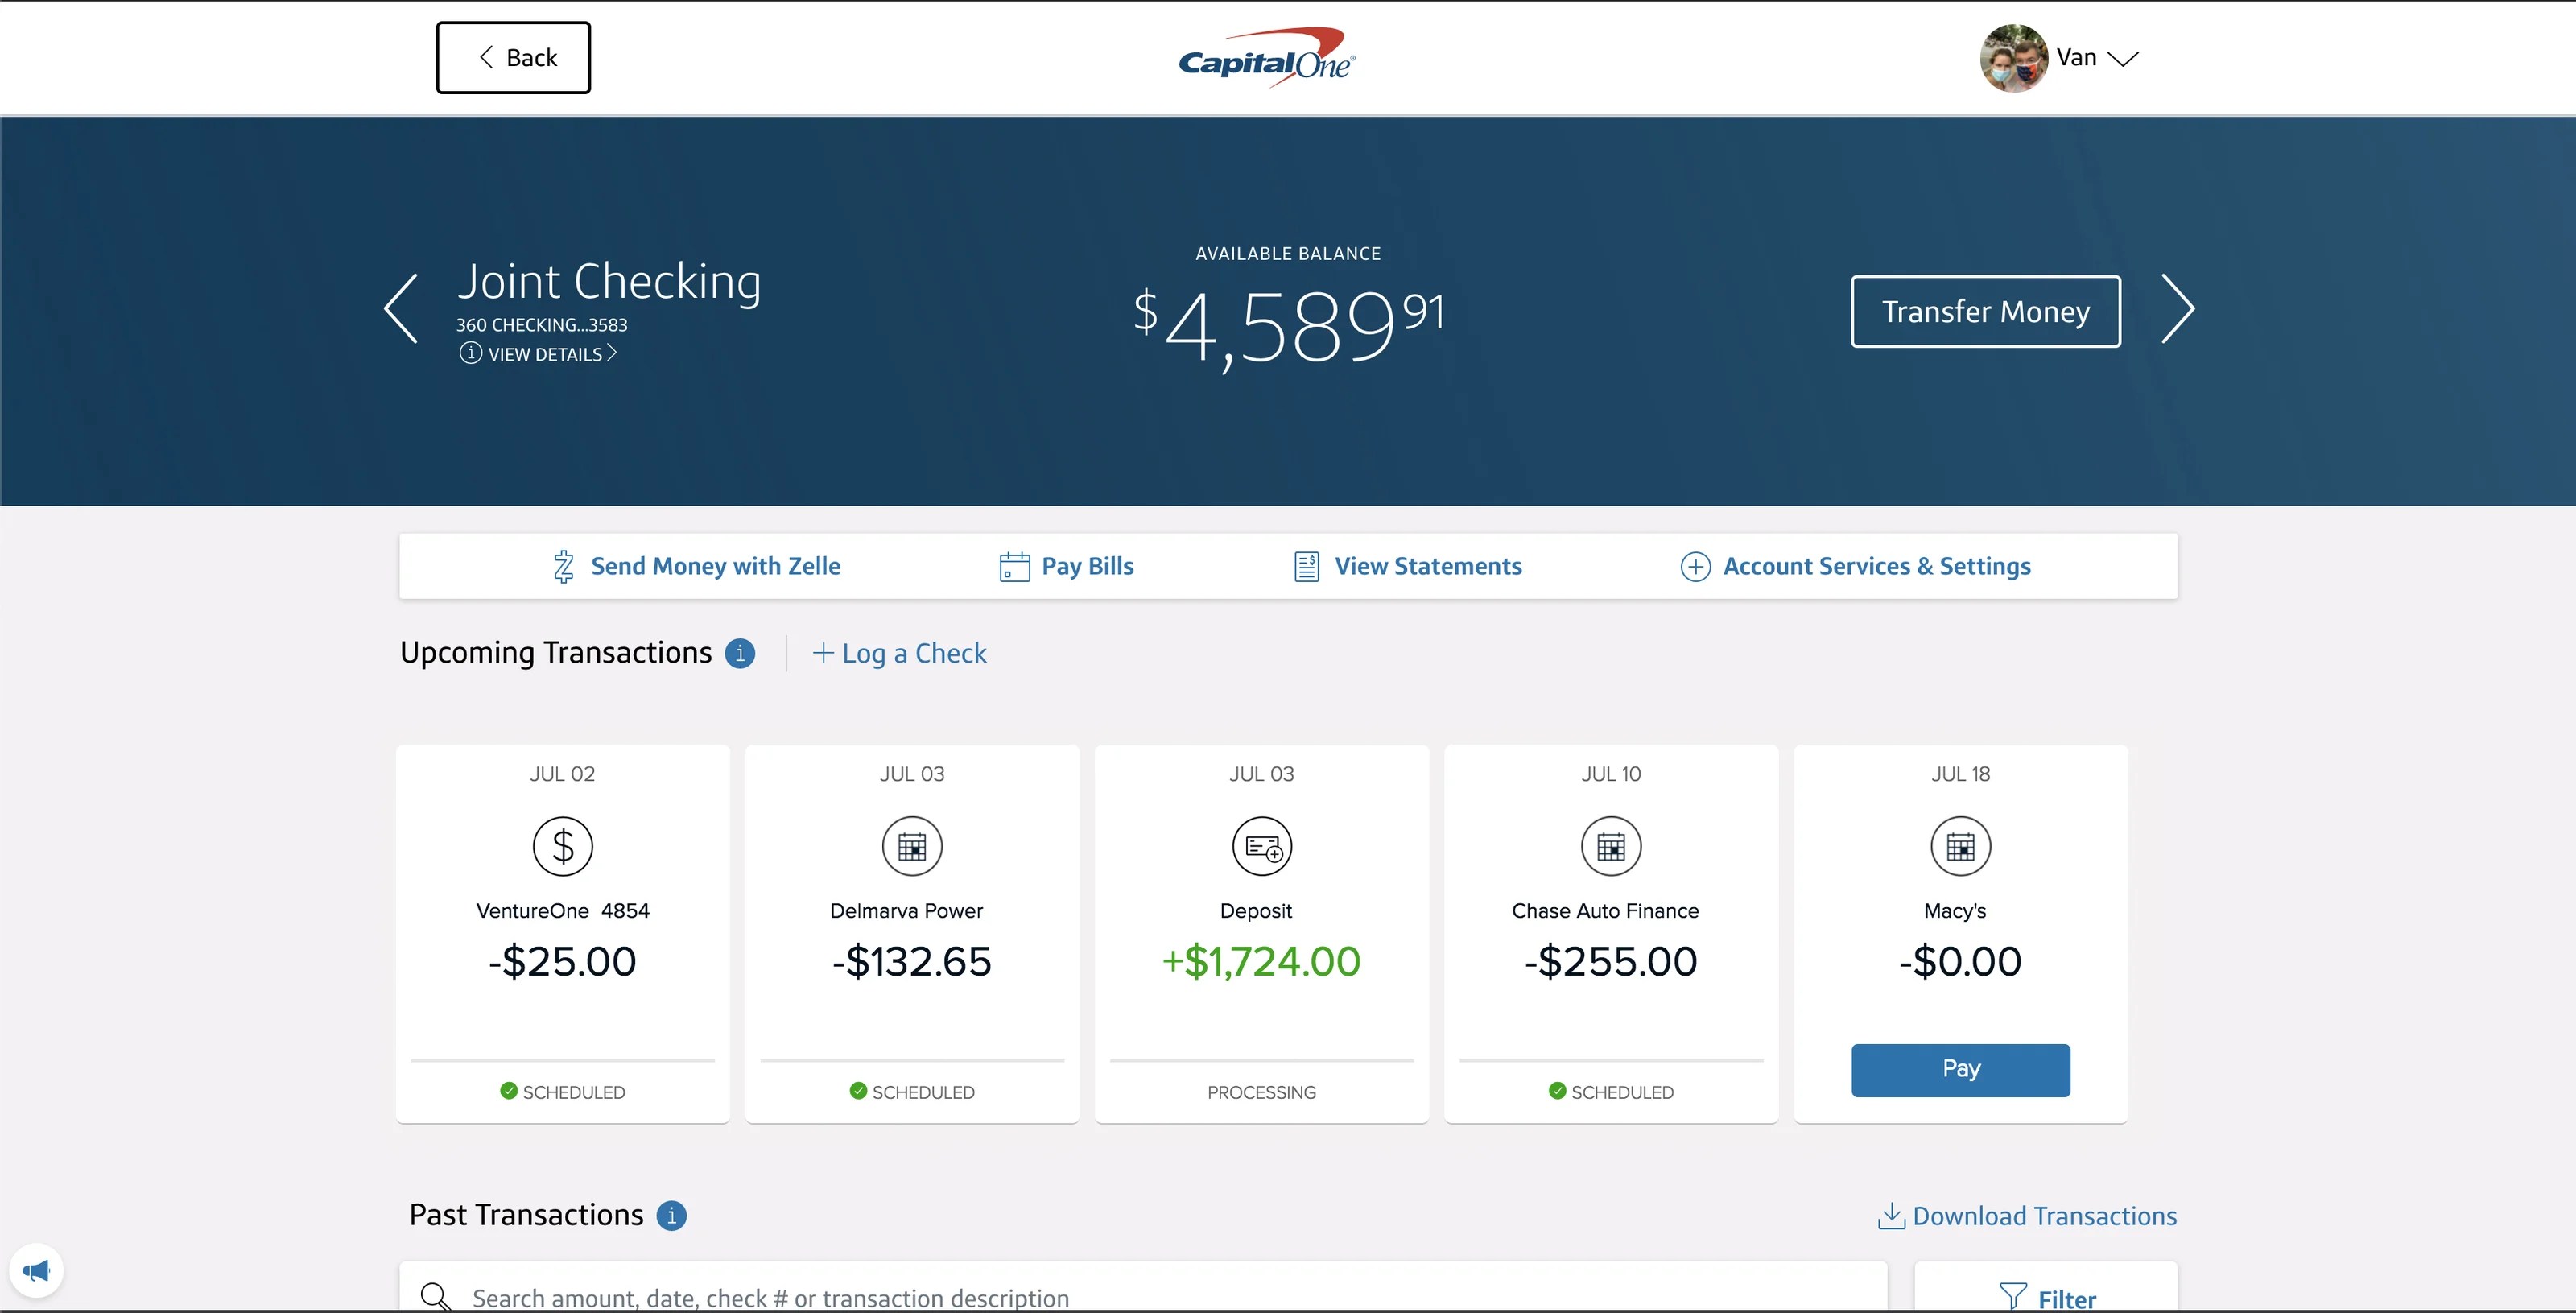 Back
CapitalOne®
Van
Joint Checking
360 CHECKING...3583
VIEW DETAILS
AVAILABLE BALANCE
$4,589 91
Transfer Money
Send Money with Zelle
Pay Bills
View Statements
Account Services & Settings
Upcoming Transactions
+ Log a Check
JUL 02
VentureOne 4854
-$25.00
SCHEDULED
JUL 03
Delmarva Power
-$132.65
SCHEDULED
JUL 03
Deposit
+$1,724.00
PROCESSING
JUL 10
Chase Auto Finance
-$255.00
SCHEDULED
JUL 18
Macy's
-$0.00
Pay
Past Transactions
Download Transactions
Search amount, date, check # or transaction description
Filter